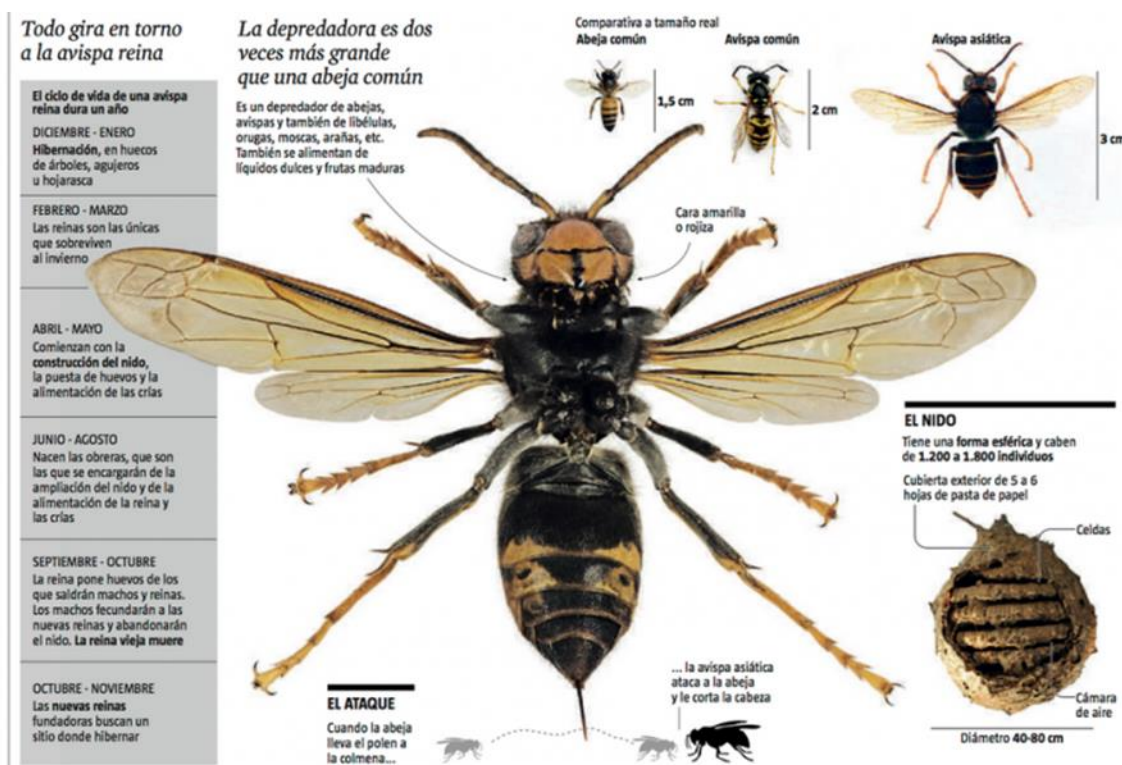 Todo gira en torno
a la avispa reina
El ciclo de vida de una avispa
reina dura un año
DICIEMBRE - ENERO
Hibernación, en huecos
de árboles, agujeros
u hojarasca
FEBRERO - MARZO
Las reinas son las únicas
que sobreviven
al invierno
ABRIL - MAYO
Comienzan con la
construcción del nido,
la puesta de huevos y la
alimentación de las crías
JUNIO - AGOSTO
Nacen las obreras, que son
las que se encargarán de la
ampliación del nido y de la
alimentación de la reina y
las crías
SEPTIEMBRE - OCTUBRE
La reina pone huevos de los
que saldrán machos y reinas.
Los machos fecundarán a las
nuevas reinas y abandonarán
el nido. La reina vieja muere
OCTUBRE - NOVIEMBRE
Las nuevas reinas
fundadoras buscan un
sitio donde hibernar
La depredadora es dos
veces más grande
que una abeja común
Es un depredador de abejas,
avispas y también de libélulas,
orugas, moscas, arañas, etc.
También se alimentan de
líquidos dulces y frutas maduras
Comparativa a tamaño real
Abeja común
1,5 cm
Avispa común
2 cm
Avispa asiática
3 cm
Cara amarilla
o rojiza
EL NIDO
Tiene una forma esférica y caben
de 1.200 a 1.800 individuos
Cubierta exterior de 5 a 6
hojas de pasta de papel
Celdas
Cámara
de aire
Diámetro 40-80 cm
EL ATAQUE
Cuando la abeja
lleva el polen a
la colmena...
... la avispa asiática
ataca a la abeja
y le corta la cabeza